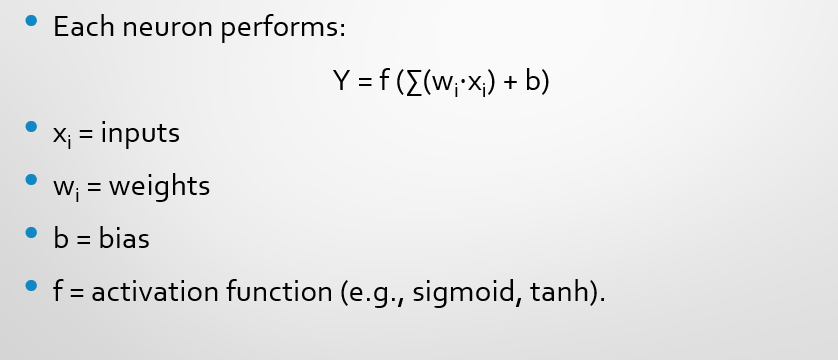 • Each neuron performs:
Y = f (∑(wᵢ·xᵢ) + b)
• xᵢ = inputs
• wᵢ = weights
• b = bias
• f = activation function (e.g., sigmoid, tanh).